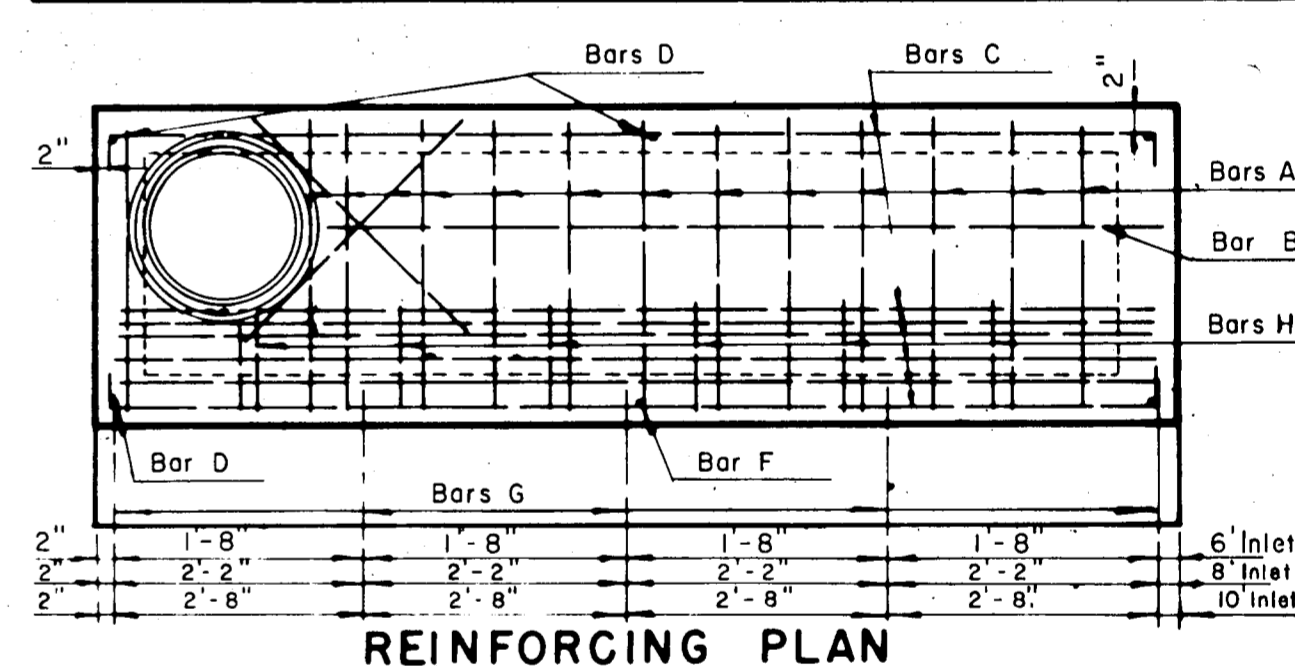 Bars D
Bars C
2"
2"
Bars A
Bar B
Bars H
Bar D
Bar F
Bars G
2" 1'-8" 1'-8" 1'-8" 1'-8" 6' Inlet
2" 2'-2" 2'-2" 2'-2" 2'-2" 8' Inlet
2" 2'-8" 2'-8" 2'-8" 2'-8" 10' Inlet
REINFORCING PLAN